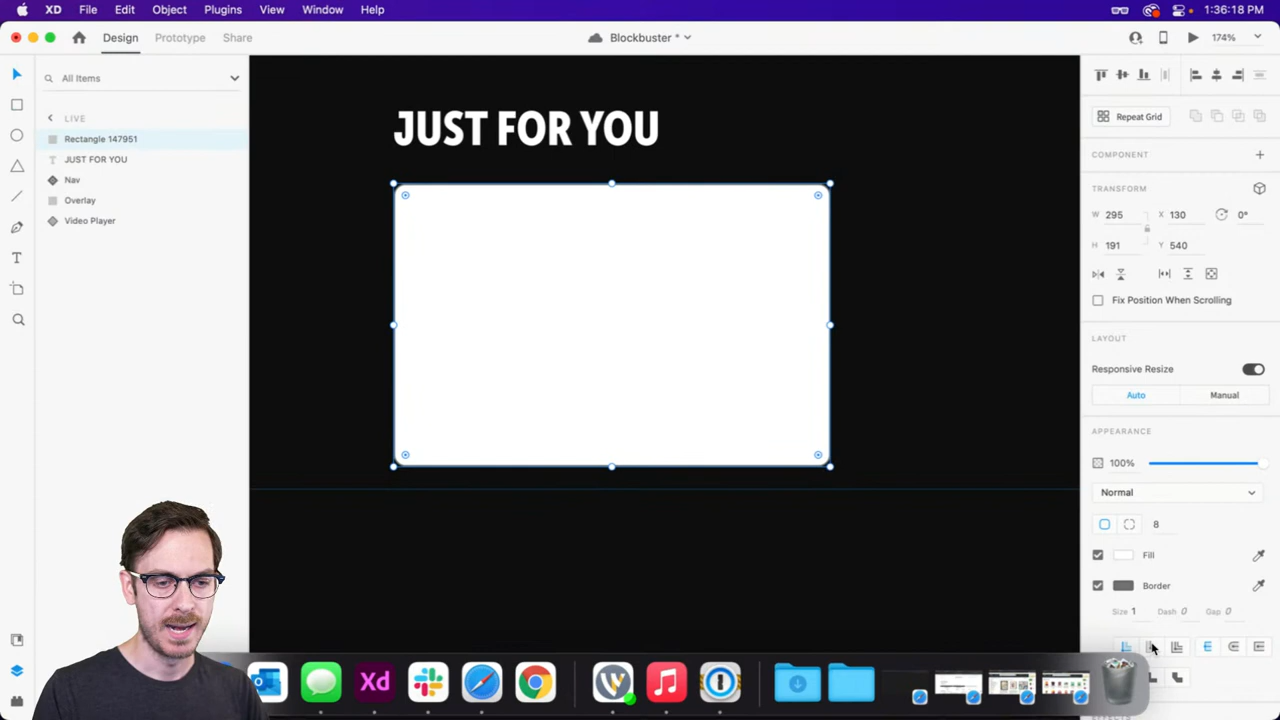 XD File Edit Object Plugins View Window Help
1:36:18 PM
Design Prototype Share
Blockbuster *
174%
All Items
LIVE
Rectangle 147951
JUST FOR YOU
Nav
Overlay
Video Player
JUST FOR YOU
Repeat Grid
COMPONENT
TRANSFORM
W 295 X 130 0°
H 191 Y 540
Fix Position When Scrolling
LAYOUT
Responsive Resize
Auto Manual
APPEARANCE
100%
Normal
8
Fill
Border
Size 1 Dash 0 Gap 0
Xd